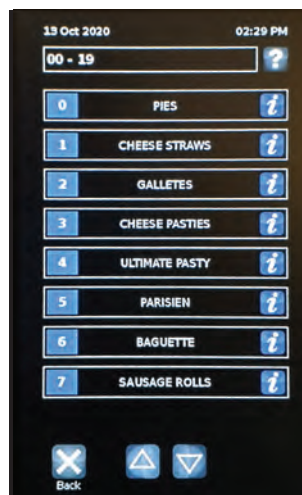 13 Oct 2020 02:29 PM
00 - 19 ?
0 PIES i
1 CHEESE STRAWS i
2 GALLETES i
3 CHEESE PASTIES i
4 ULTIMATE PASTY i
5 PARISIEN i
6 BAGUETTE i
7 SAUSAGE ROLLS i
Back